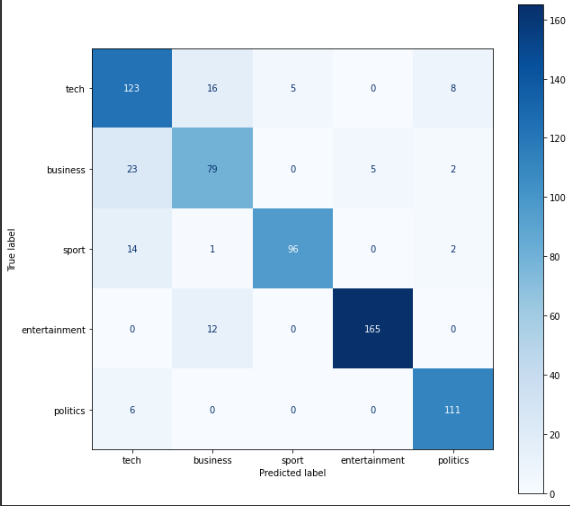 160
140
120
100
80
60
40
20
0
True label
tech 123 16 5 0 8
business 23 79 0 5 2
sport 14 1 96 0 2
entertainment 0 12 0 165 0
politics 6 0 0 0 111
tech business sport entertainment politics
Predicted label